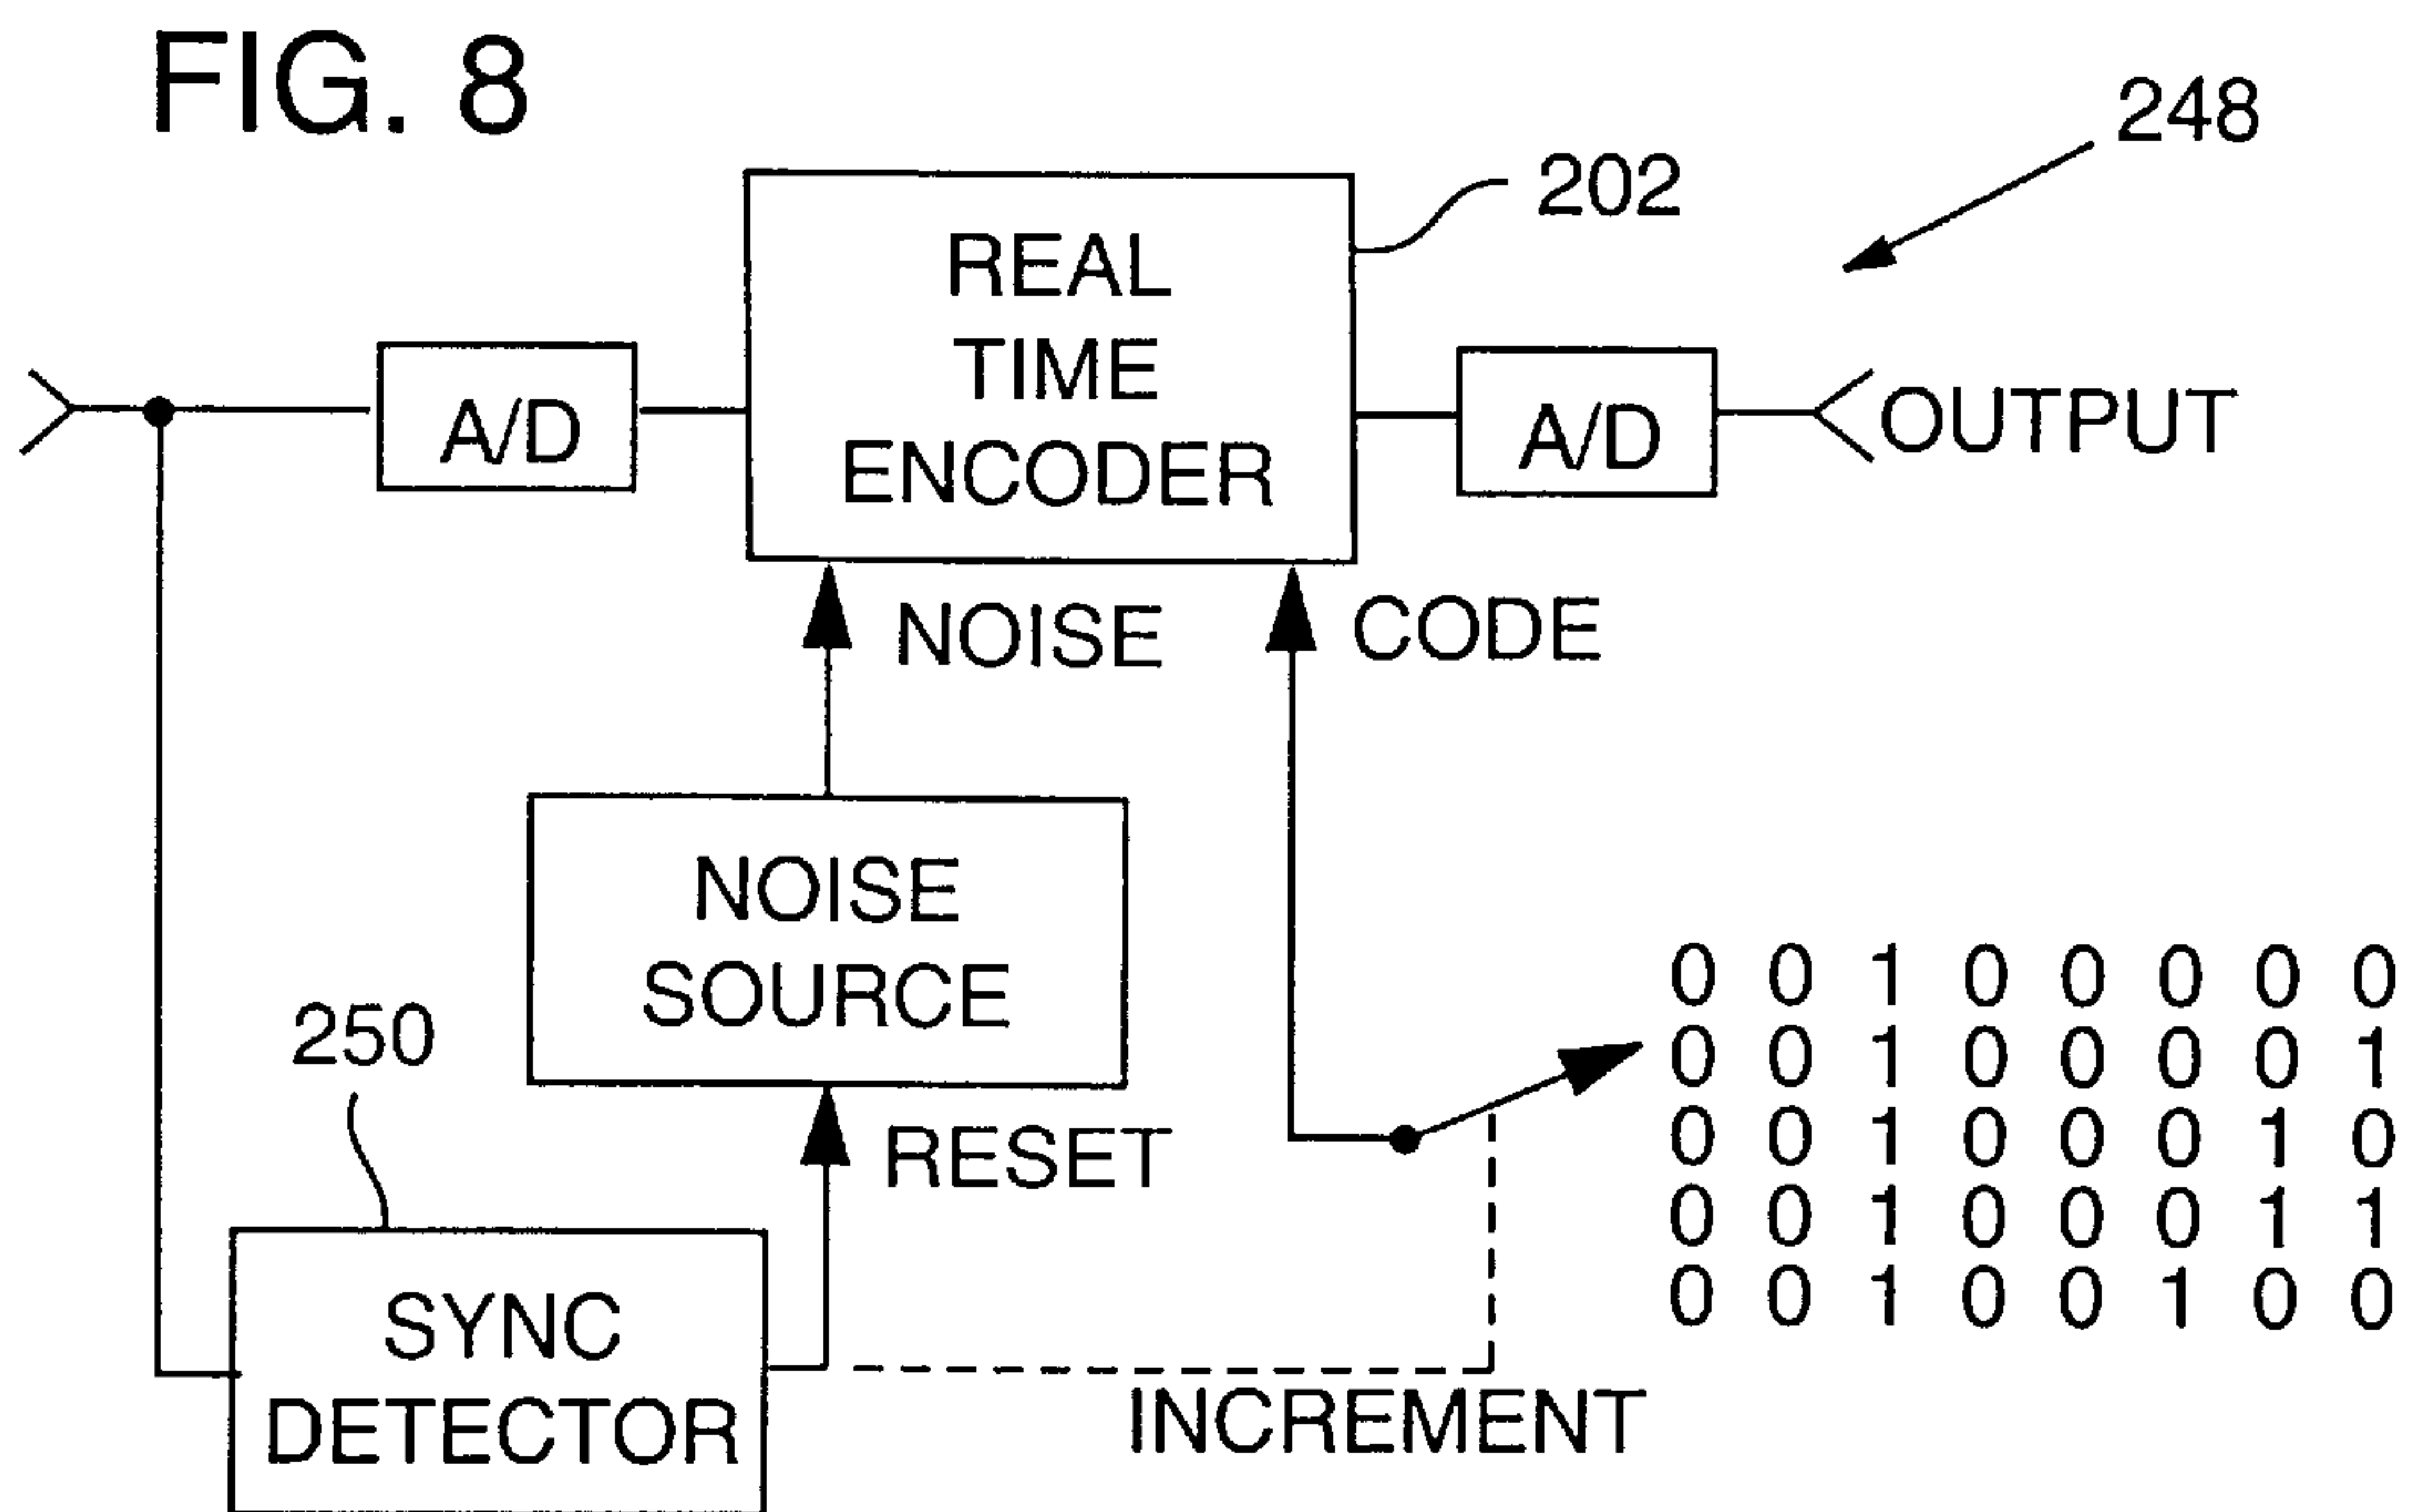 FIG. 8
248
202
REAL
TIME
ENCODER
A/D
A/D
OUTPUT
NOISE
CODE
NOISE
SOURCE
250
RESET
0 0 1 0 0 0 0 0
0 0 1 0 0 0 0 1
0 0 1 0 0 0 1 0
0 0 1 0 0 0 1 1
0 0 1 0 0 1 0 0
SYNC
DETECTOR
INCREMENT